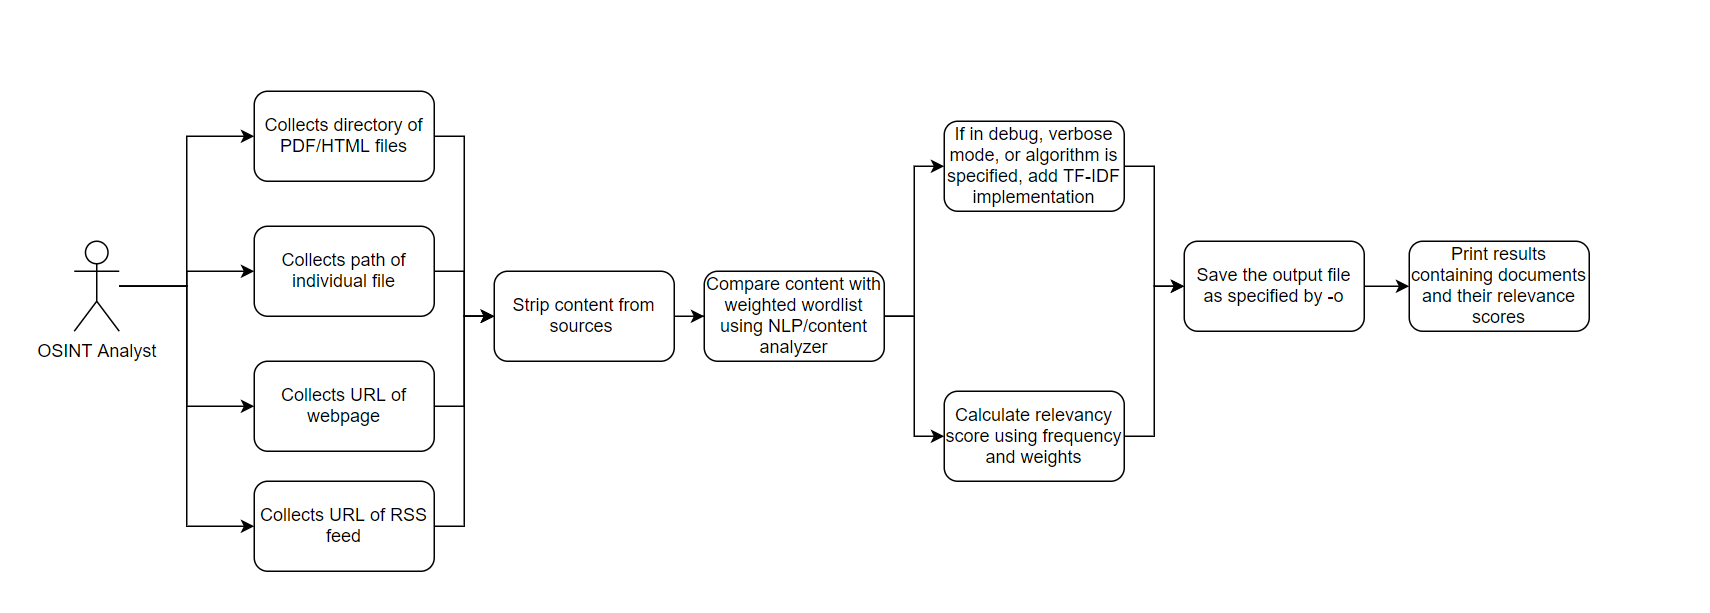 Collects directory of
PDF/HTML files
Collects path of
individual file
OSINT Analyst
Collects URL of
webpage
Collects URL of RSS
feed
Strip content from
sources
Compare content with
weighted wordlist
using NLP/content
analyzer
If in debug, verbose
mode, or algorithm is
specified, add TF-IDF
implementation
Calculate relevancy
score using frequency
and weights
Save the output file
as specified by -o
Print results
containing documents
and their relevance
scores